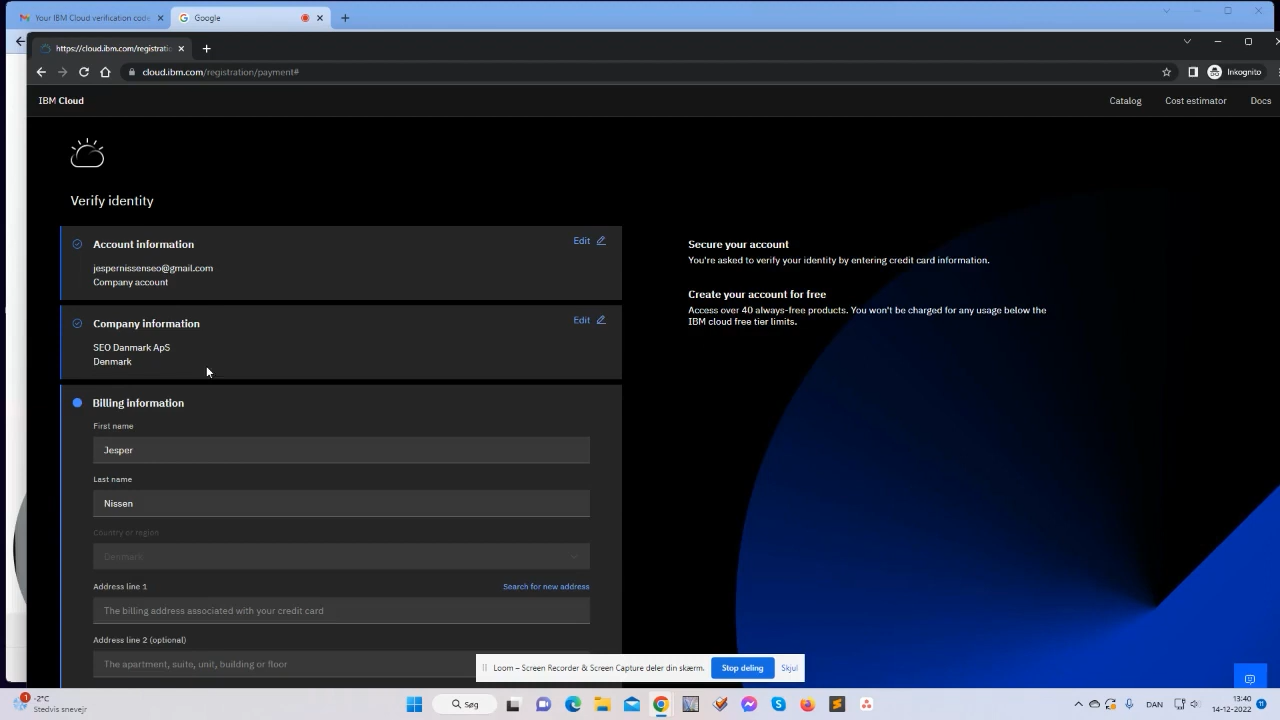 Your IBM Cloud verification code
Google
https://cloud.ibm.com/registratio
cloud.ibm.com/registration/payment#
Inkognito
IBM Cloud
Catalog
Cost estimator
Docs
Verify identity
Account information
Edit
jespernissenseo@gmail.com
Company account
Company information
Edit
SEO Danmark ApS
Denmark
Secure your account
You're asked to verify your identity by entering credit card information.
Create your account for free
Access over 40 always-free products. You won't be charged for any usage below the
IBM cloud free tier limits.
Billing information
First name
Jesper
Last name
Nissen
Country or region
Denmark
Address line 1
Search for new address
The billing address associated with your credit card
Address line 2 (optional)
The apartment, suite, unit, building or floor
Loom – Screen Recorder & Screen Capture deler din skærm.
Stop deling
Skjul
1
-2°C
Stedvis snevejr
Søg
DAN
13:40
14-12-2022